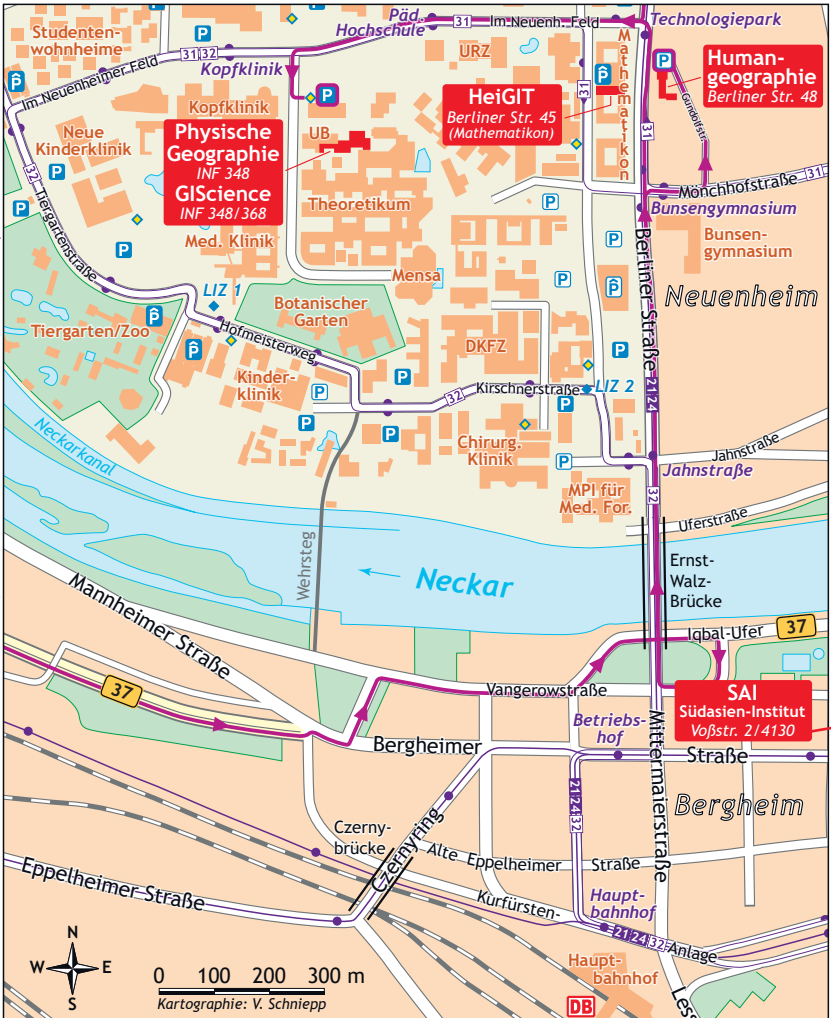 Studenten-
wohnheime
Päd.
Hochschule
31
Im Neuenh. Feld
Technologiepark
31 32
Kopfklinik
URZ
Im Neuenheimer Feld
Mathematikon
Human-
geographie
Berliner Str. 48
P
P
P
P
Kopfklinik
HeiGIT
Berliner Str. 45
(Mathematikon)
31
Gundolfstr.
Neue
Kinderklinik
UB
Physische
Geographie
INF 348
GIScience
INF 348/368
31
P
32
Theoretikum
Mönchhofstraße
31
Bunsengymnasium
P
P
P
Tiergartenstraße
Med. Klinik
P
Bunsen-
gymnasium
Berliner Straße
Mensa
P
P
LIZ 1
Botanischer
Garten
Neuenheim
Tiergarten/Zoo
P
Hofmeisterweg
DKFZ
P
P
Kinder-
klinik
P
P
21 24
32
Kirschnerstraße
LIZ 2
P
P
P
Chirurg.
Klinik
Jahnstraße
P
Jahnstraße
Neckarkanal
MPI für
Med. For.
32
Uferstraße
Wehrsteg
Neckar
Ernst-
Walz-
Brücke
Mannheimer Straße
Iqbal-Ufer
37
37
Vangerowstraße
SAI
Südasien-Institut
Voßstr. 2/4130
Betriebs-
hof
Mittermaierstraße
Bergheimer
Straße
21 24 32
Bergheim
Czerny-
brücke
Czernyring
Alte Eppelheimer Straße
Eppelheimer Straße
Kurfürsten-
Haupt-
bahnhof
21 24 32
Anlage
N
W
E
S
0 100 200 300 m
Kartographie: V. Schniepp
Haupt-
bahnhof
DB
Less